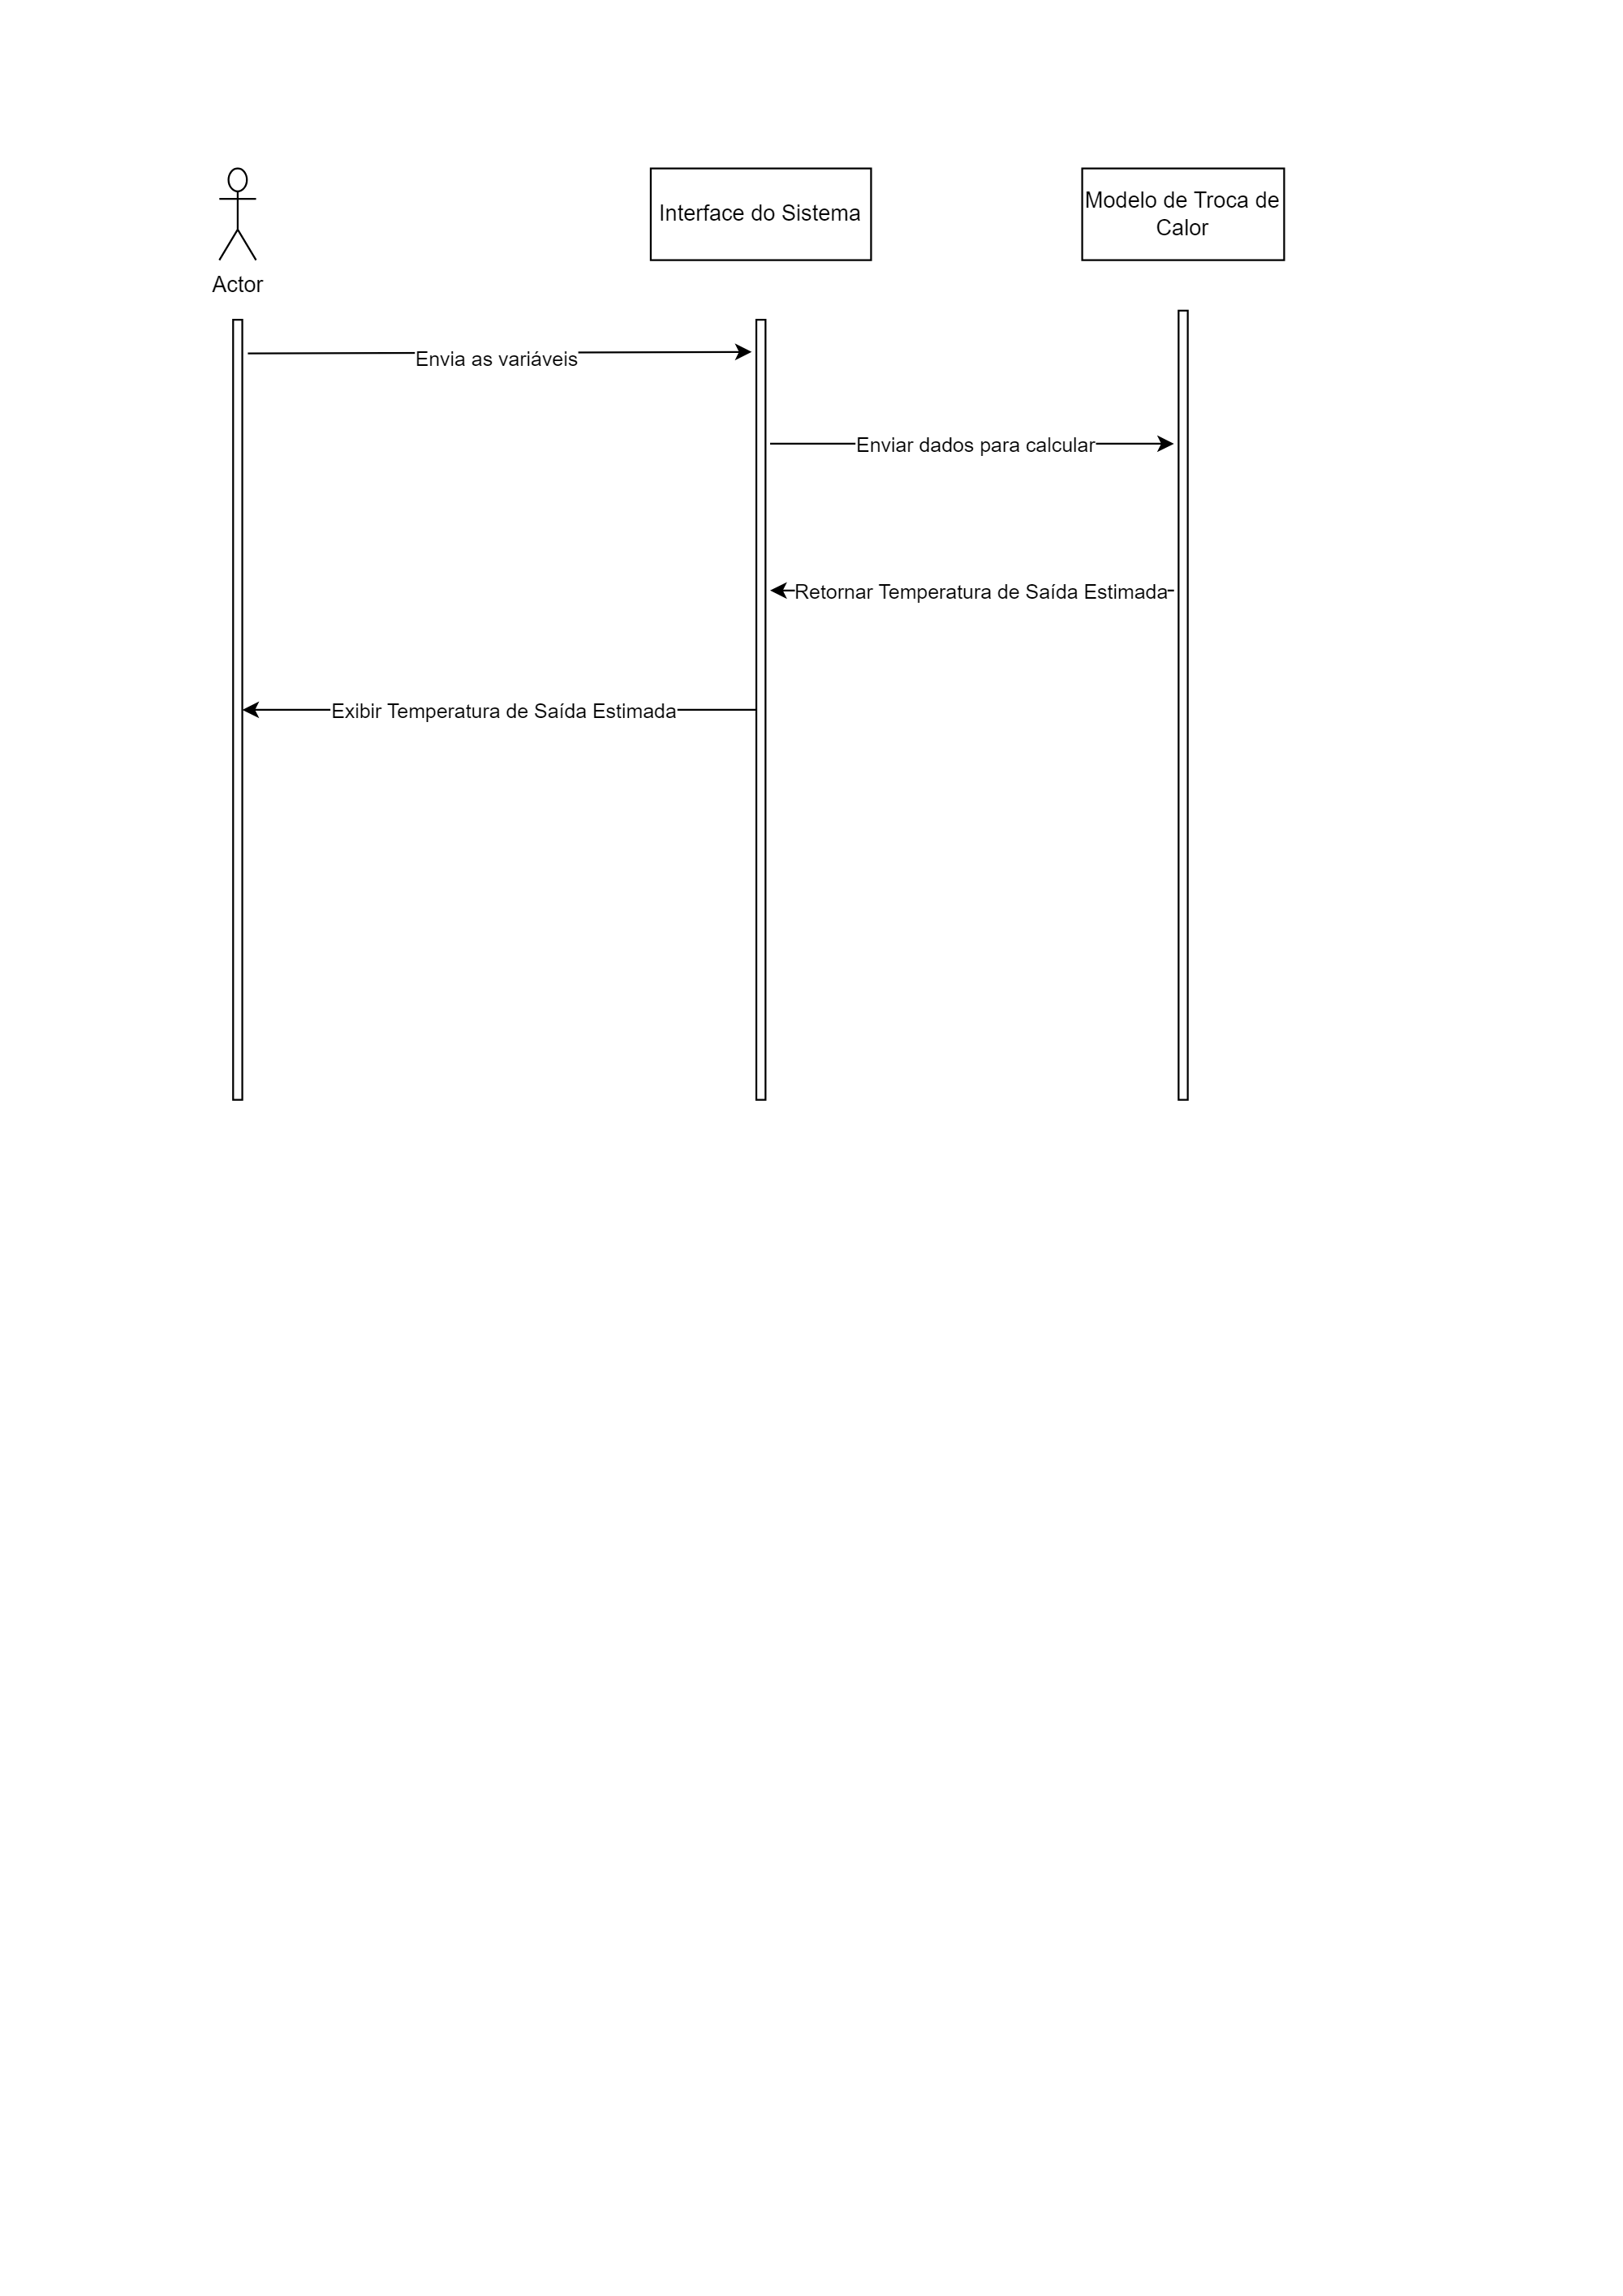 Interface do Sistema
Modelo de Troca de
Calor
Actor
Envia as variáveis
Enviar dados para calcular
Retornar Temperatura de Saída Estimada
Exibir Temperatura de Saída Estimada